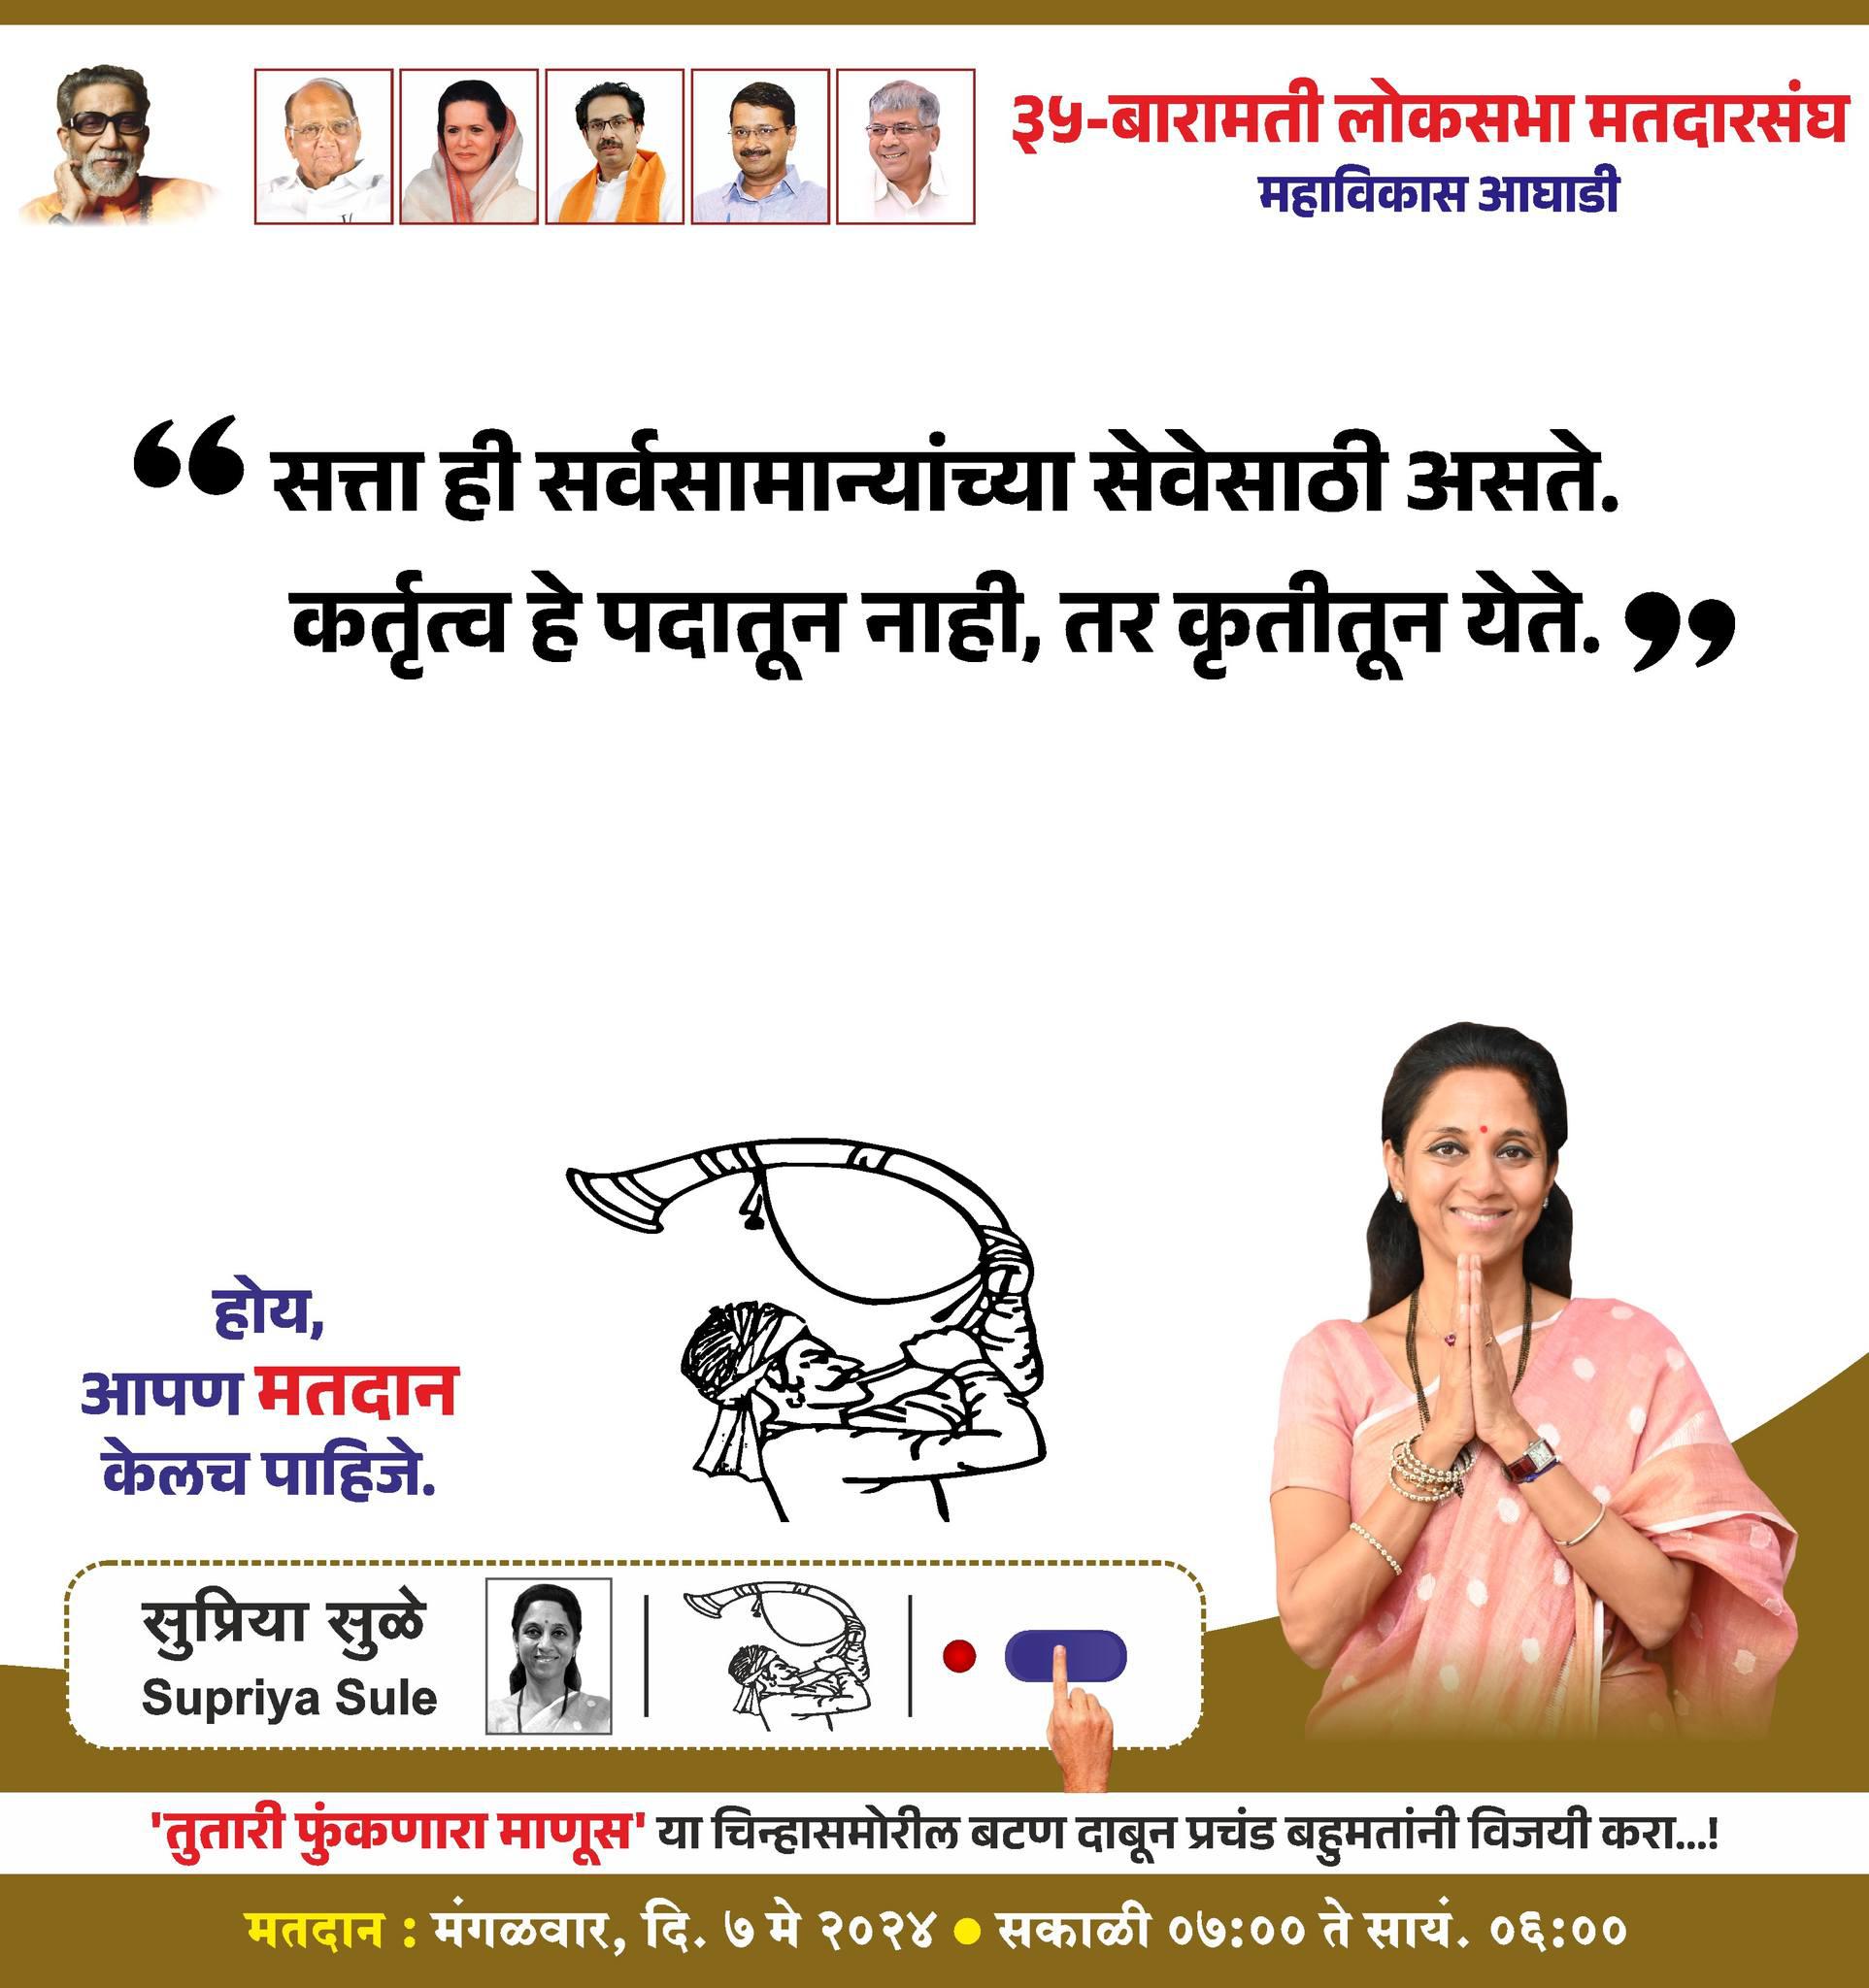 ३५-बारामती लोकसभा मतदारसंघ
महाविकास आघाडी
“ सत्ता ही सर्वसामान्यांच्या सेवेसाठी असते.
कर्तृत्व हे पदातून नाही, तर कृतीतून येते. ”
होय,
आपण मतदान
केलच पाहिजे.
सुप्रिया सुळे
Supriya Sule
'तुतारी फुंकणारा माणूस' या चिन्हासमोरील बटण दाबून प्रचंड बहुमतांनी विजयी करा...!
मतदान : मंगळवार, दि. ७ मे २०२४ ● सकाळी ०७:०० ते सायं. ०६:००